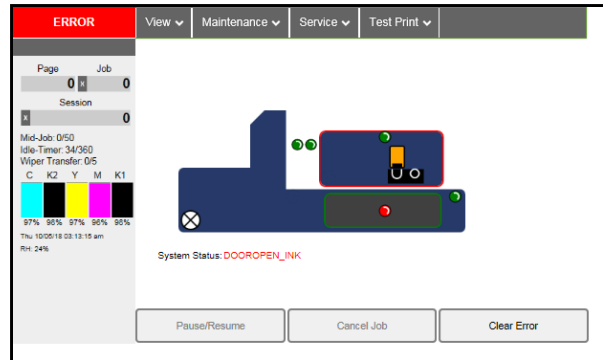 ERROR
View Maintenance Service Test Print
Page Job
0 x 0
Session
x 0
Mid-Job: 0/50
Idle-Timer: 34/360
Wiper Transfer: 0/5
C K2 Y M K1
97% 96% 97% 96% 96%
Thu 10/05/18 03:13:15 am
RH: 24%
System Status: DOOROPEN_INK
Pause/Resume Cancel Job Clear Error